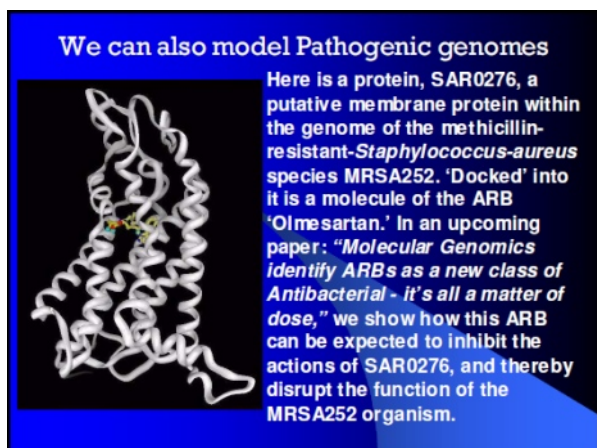 We can also model Pathogenic genomes
Here is a protein, SAR0276, a
putative membrane protein within
the genome of the methicillin-
resistant-Staphylococcus-aureus
species MRSA252. ‘Docked’ into
it is a molecule of the ARB
‘Olmesartan.’ In an upcoming
paper: “Molecular Genomics
identify ARBs as a new class of
Antibacterial - it’s all a matter of
dose,” we show how this ARB
can be expected to inhibit the
actions of SAR0276, and thereby
disrupt the function of the
MRSA252 organism.